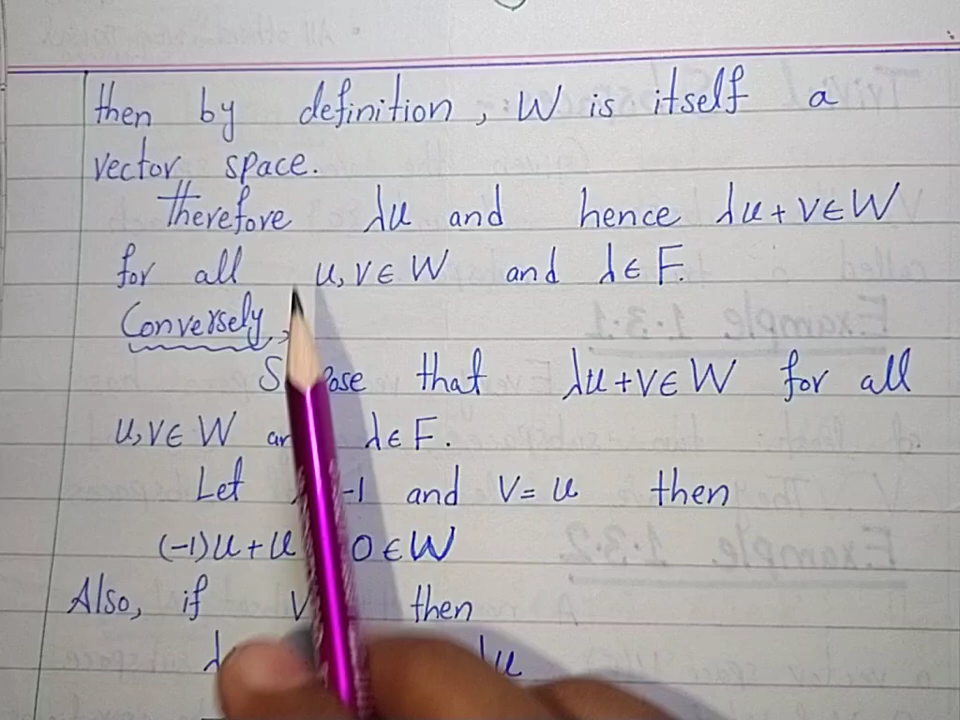 then by definition, W is itself a
vector space.
Therefore λu and hence λu + v ∈ W
for all u, v ∈ W and λ ∈ F.
Conversely,
that λu + v ∈ W for all
u, v ∈ W λ ∈ F.
Let -1 and v = u then
(-1)u + u 0 ∈ W
Also, if v then
λu